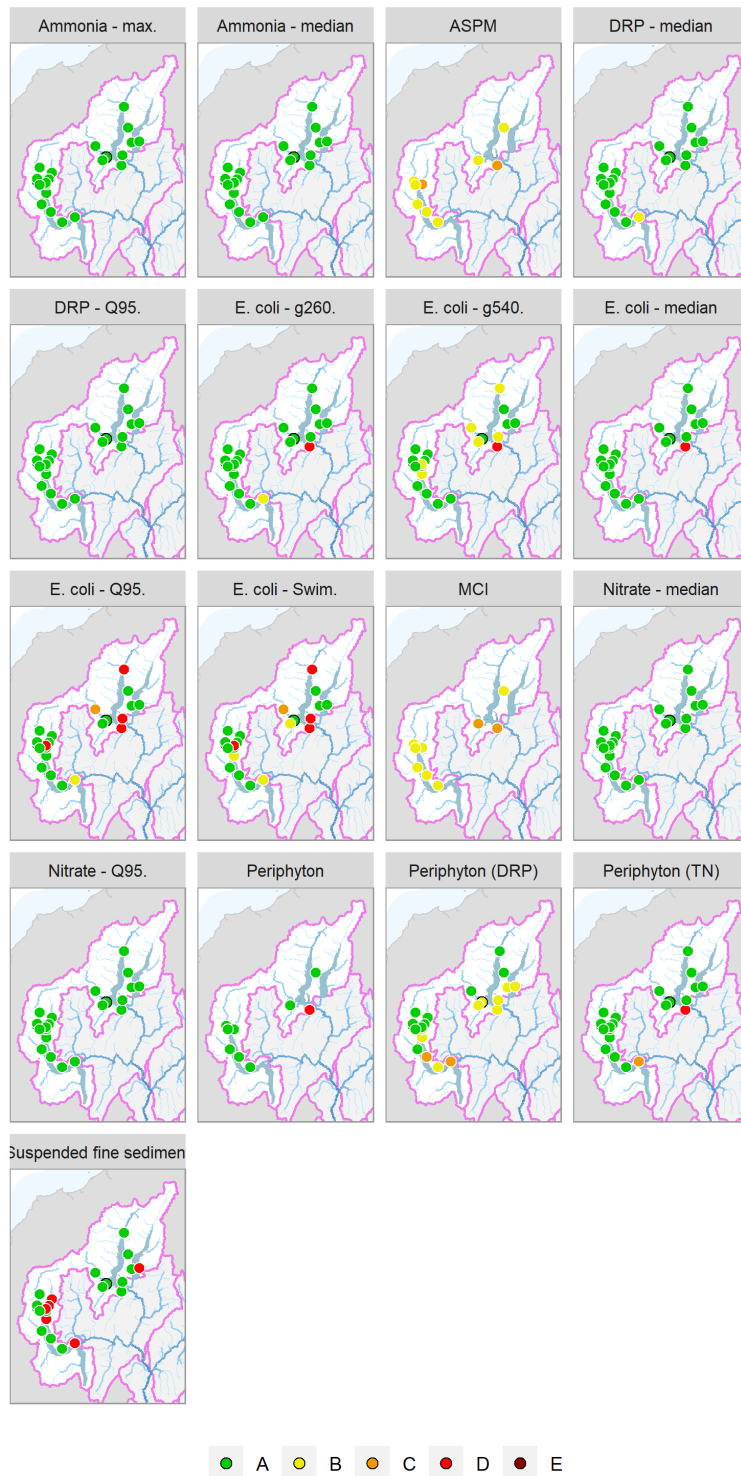 Ammonia - max.
Ammonia - median
ASPM
DRP - median
DRP - Q95.
E. coli - g260.
E. coli - g540.
E. coli - median
E. coli - Q95.
E. coli - Swim.
MCI
Nitrate - median
Nitrate - Q95.
Periphyton
Periphyton (DRP)
Periphyton (TN)
Suspended fine sedimen
A B C D E